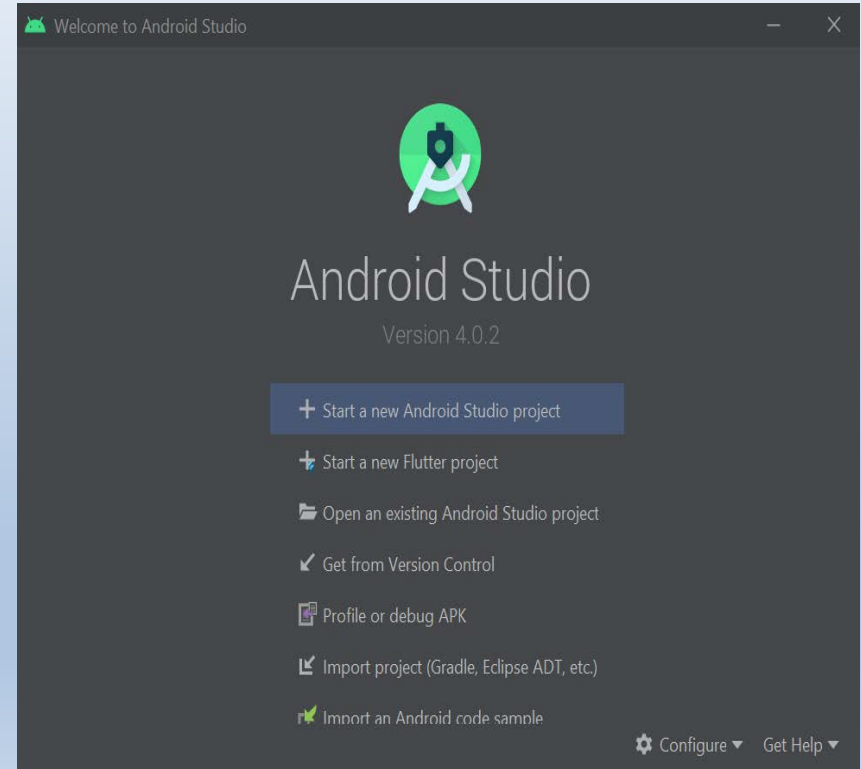 Welcome to Android Studio
Android Studio
Version 4.0.2
Start a new Android Studio project
Start a new Flutter project
Open an existing Android Studio project
Get from Version Control
Profile or debug APK
Import project (Gradle, Eclipse ADT, etc.)
Import an Android code sample
Configure
Get Help